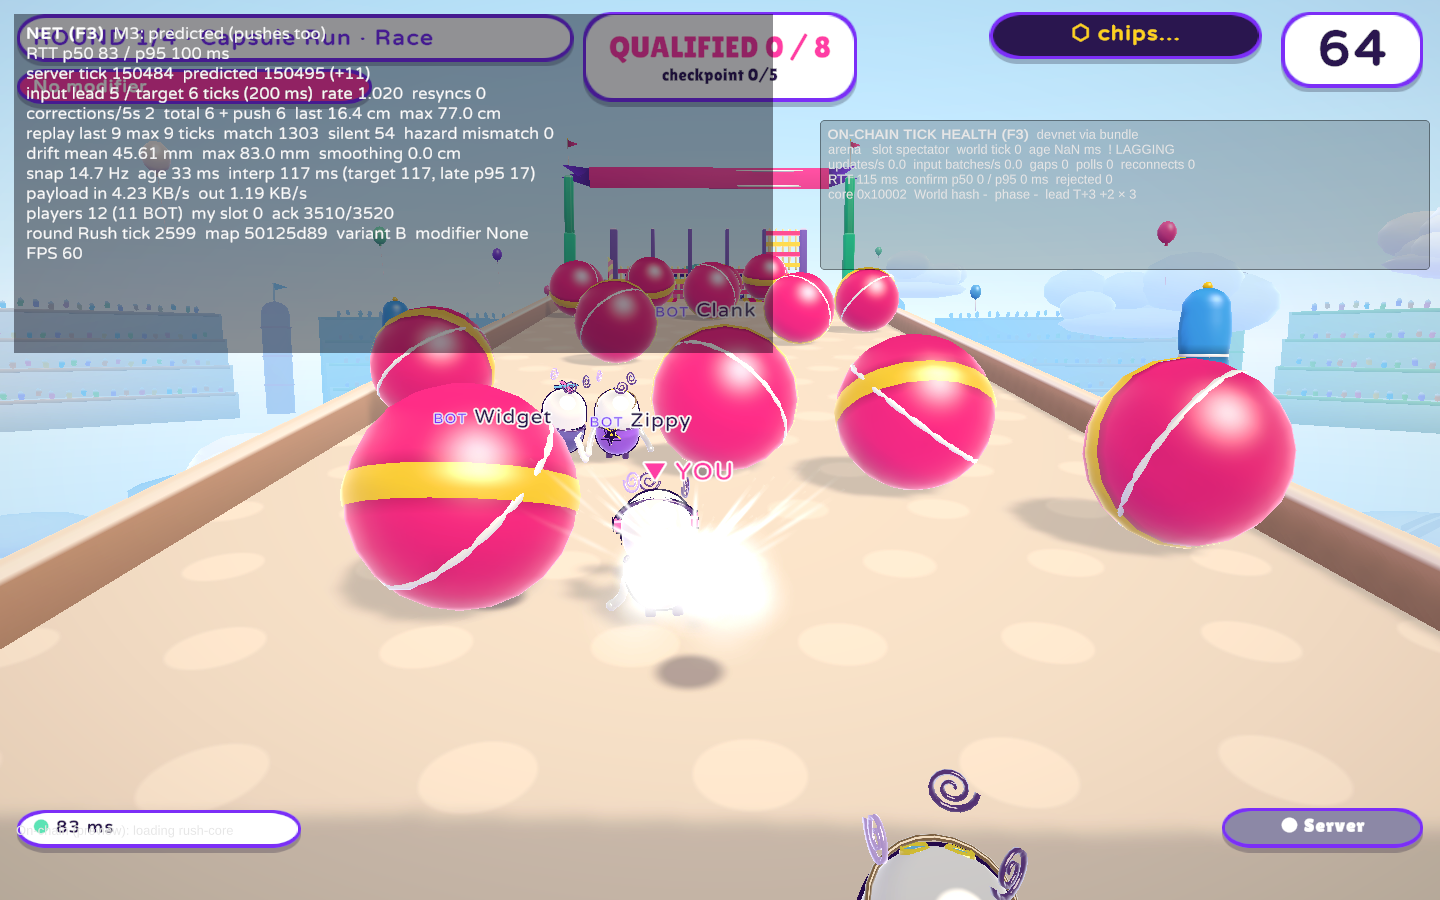 NET (F3) M3: predicted (pushes too)
ROUND 1/4 · Capsule Run · Race
RTT p50 83 / p95 100 ms
server tick 150484 predicted 150495 (+11)
No modifier
input lead 5 / target 6 ticks (200 ms) rate 1.020 resyncs 0
corrections/5s 2 total 6 + push 6 last 16.4 cm max 77.0 cm
replay last 9 max 9 ticks match 1303 silent 54 hazard mismatch 0
drift mean 45.61 mm max 83.0 mm smoothing 0.0 cm
snap 14.7 Hz age 33 ms interp 117 ms (target 117, late p95 17)
payload in 4.23 KB/s out 1.19 KB/s
players 12 (11 BOT) my slot 0 ack 3510/3520
round Rush tick 2599 map 50125d89 variant B modifier None
FPS 60
QUALIFIED 0 / 8
checkpoint 0/5
chips...
64
ON-CHAIN TICK HEALTH (F3) devnet via bundle
arena slot spectator world tick 0 age NaN ms ! LAGGING
updates/s 0.0 input batches/s 0.0 gaps 0 polls 0 reconnects 0
RTT 115 ms confirm p50 0 / p95 0 ms rejected 0
core 0x10002 World hash - phase - lead T+3 +2 × 3
BOT Clank
BOT Widget
BOT Zippy
YOU
83 ms
loading rush-core
Server